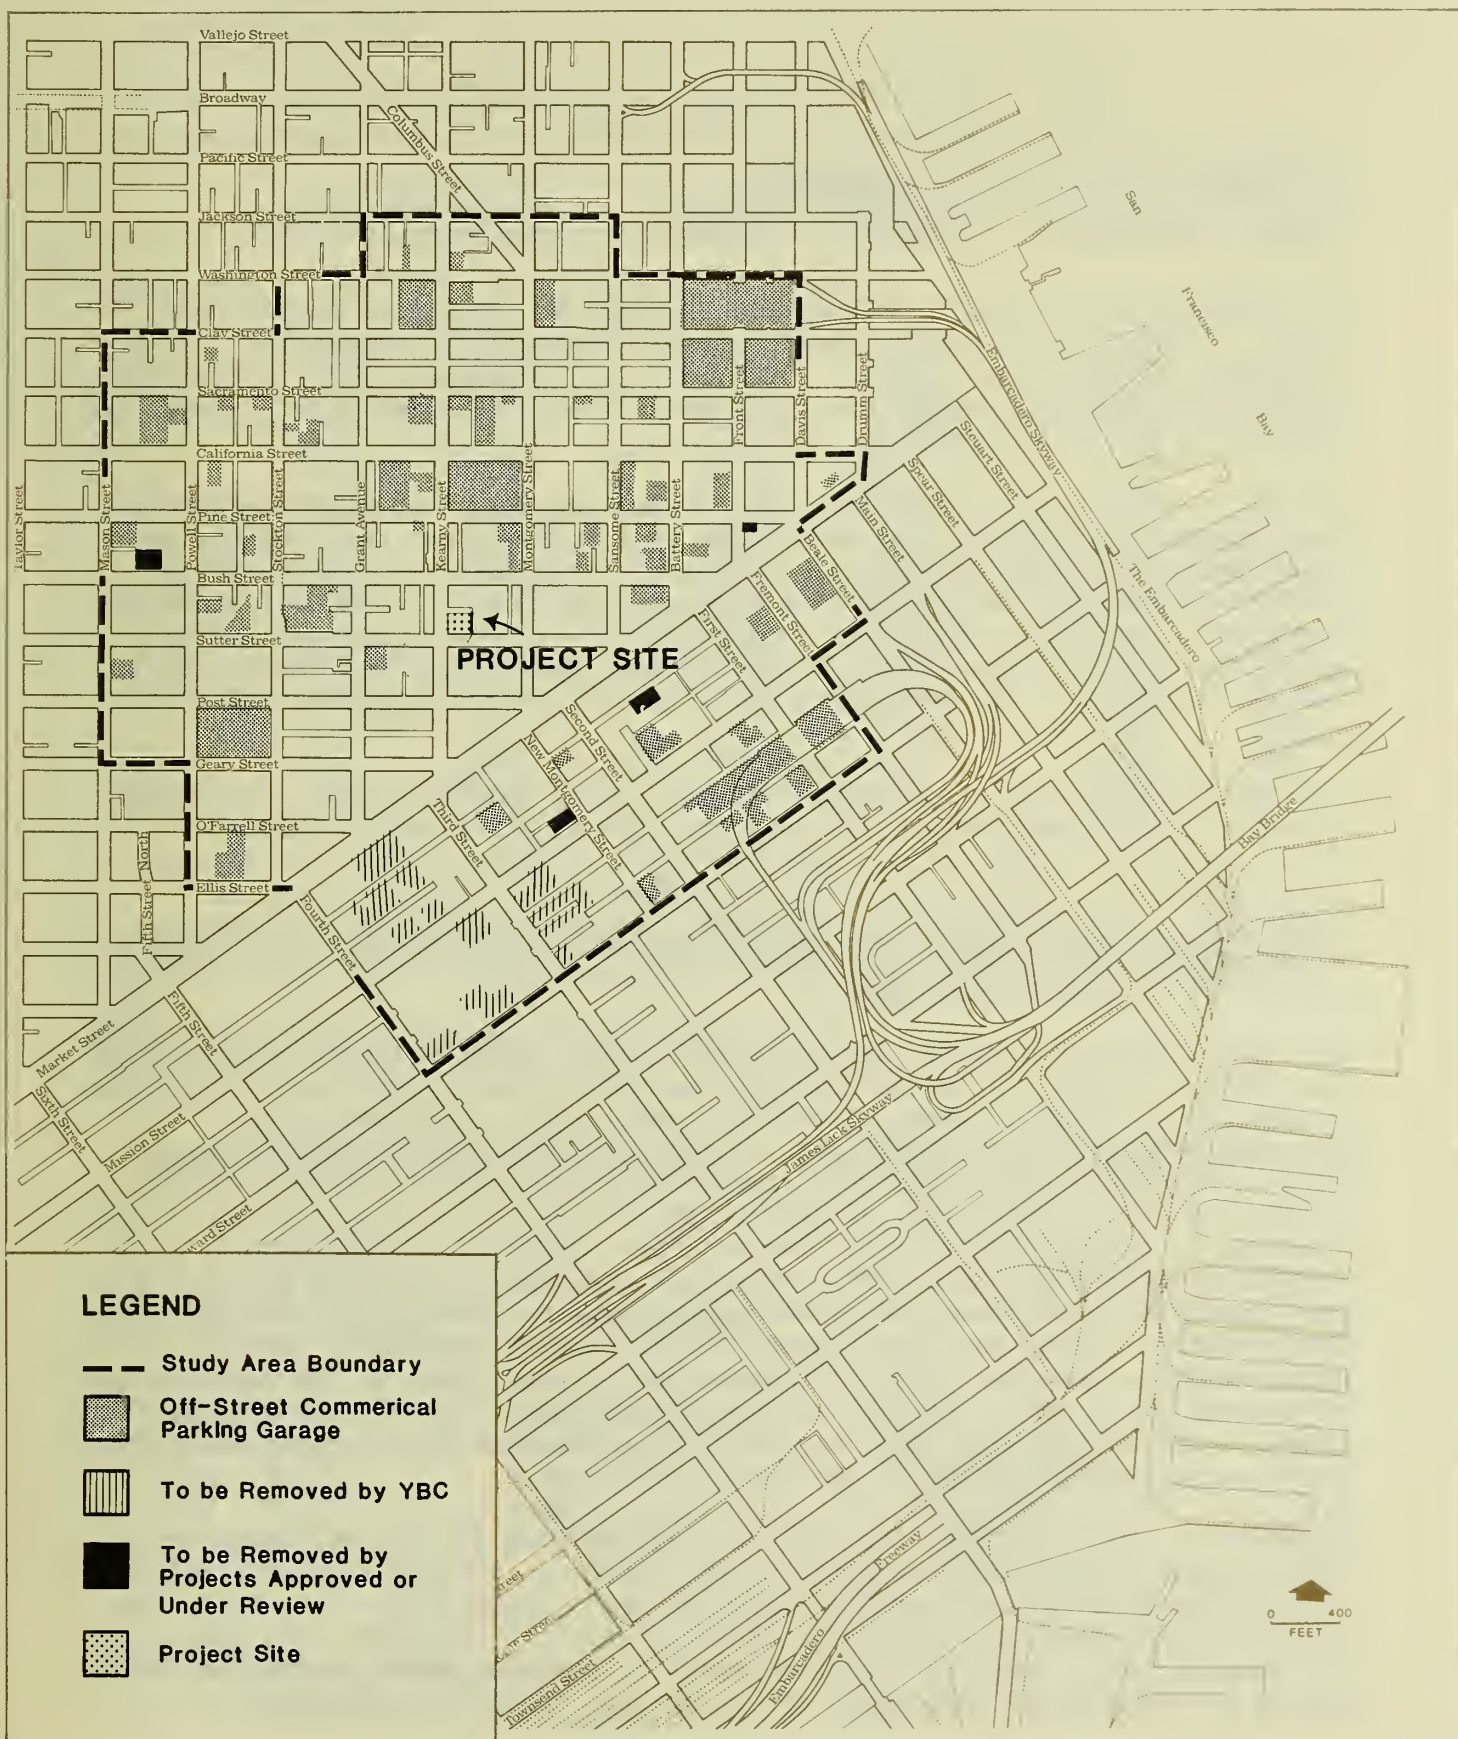 Vallejo Street
Broadway
Columbus Street
Pacific Street
Jackson Street
Washington Street
Clay Street
Sacramento Street
California Street
Pine Street
Bush Street
Sutter Street
Post Street
Geary Street
O'Farrell Street
Ellis Street
Taylor Street
Mason Street
Powell Street
Stockton Street
Grant Avenue
Kearny Street
Montgomery Street
Sansome Street
Battery Street
Front Street
Davis Street
Drumm Street
Embarcadero Skyway
San
Francisco
Bay
Steuart Street
Spear Street
Main Street
Beale Street
Fremont Street
First Street
Second Street
New Montgomery Street
Third Street
Fourth Street
Fifth Street North
Fifth Street
Sixth Street
Market Street
Mission Street
ward Street
The Embarcadero
Bay Bridge
James Lick Skyway
PROJECT SITE
Freeway
Embarcadero
Townsend Street
reet
Street
LEGEND
Study Area Boundary
Off-Street Commerical
Parking Garage
To be Removed by YBC
To be Removed by
Projects Approved or
Under Review
Project Site
0 400
FEET